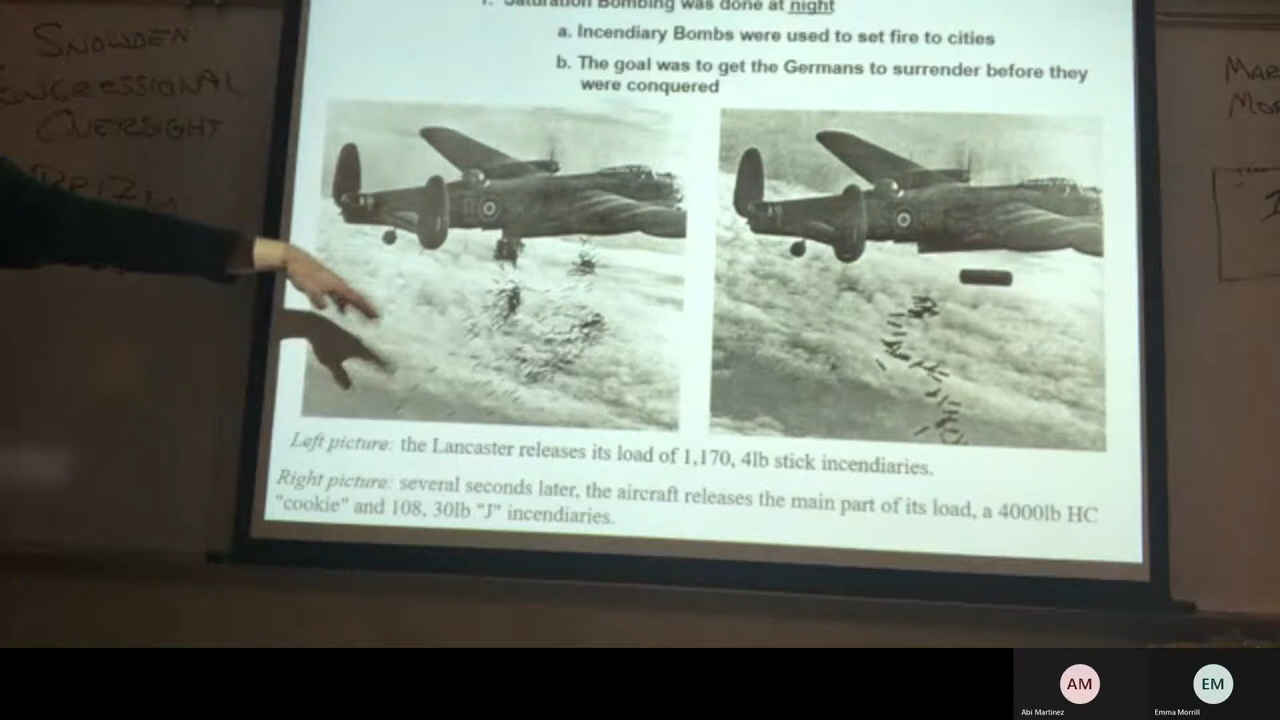 SNOWDEN
CONGRESSIONAL
OVERSIGHT
1. Saturation Bombing was done at night
a. Incendiary Bombs were used to set fire to cities
b. The goal was to get the Germans to surrender before they
were conquered
Left picture: the Lancaster releases its load of 1,170, 4lb stick incendiaries.
Right picture: several seconds later, the aircraft releases the main part of its load, a 4000lb HC
"cookie" and 108, 30lb "J" incendiaries.
AM
EM
Abi Martinez
Emma Morrill